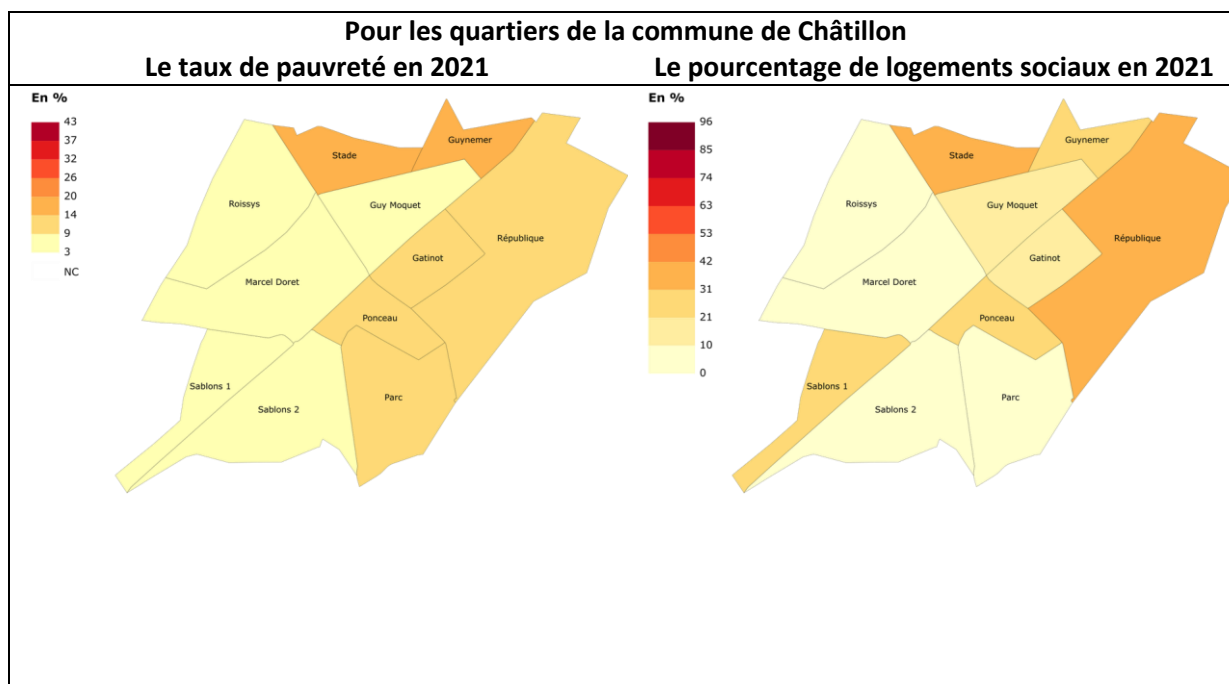 Pour les quartiers de la commune de Châtillon
Le taux de pauvreté en 2021
Le pourcentage de logements sociaux en 2021
En %
43
37
32
26
20
14
9
3
NC
Guynemer
Stade
Roissys
Guy Moquet
République
Gatinot
Marcel Doret
Ponceau
Sablons 1
Parc
Sablons 2
En %
96
85
74
63
53
42
31
21
10
0
Guynemer
Stade
Roissys
Guy Moquet
République
Gatinot
Marcel Doret
Ponceau
Sablons 1
Parc
Sablons 2